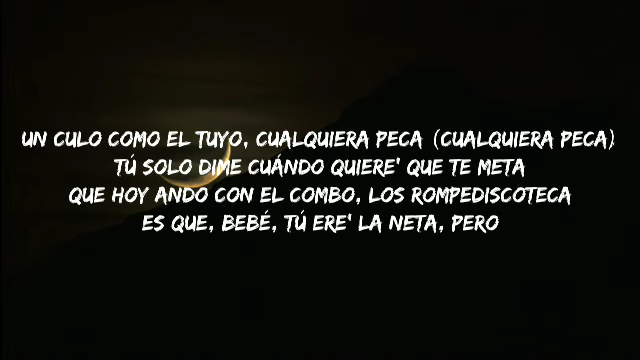 UN CULO COMO EL TUYO, CUALQUIERA PECA (CUALQUIERA PECA)
TÚ SOLO DIME CUÁNDO QUIERE' QUE TE META
QUE HOY ANDO CON EL COMBO, LOS ROMPEDISCOTECA
ES QUE, BEBÉ, TÚ ERE' LA NETA, PERO